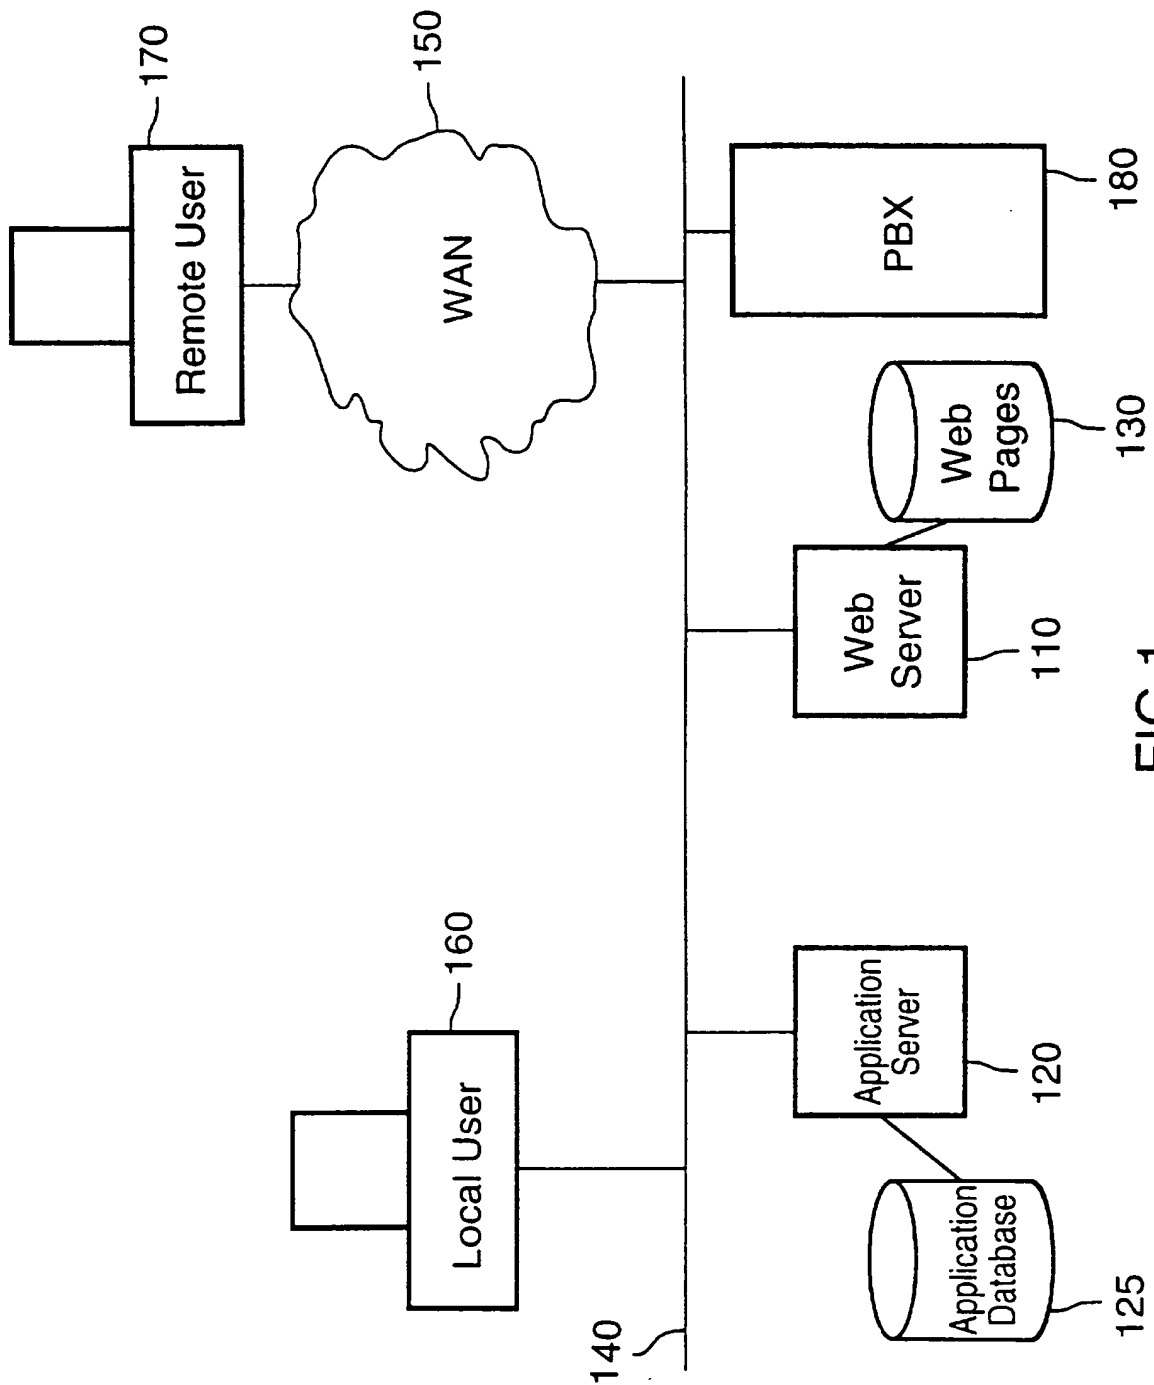 170
Remote User
150
WAN
160
Local User
140
PBX
180
Web
Pages
130
Web
Server
110
Application
Server
120
Application
Database
125
FIG. 1